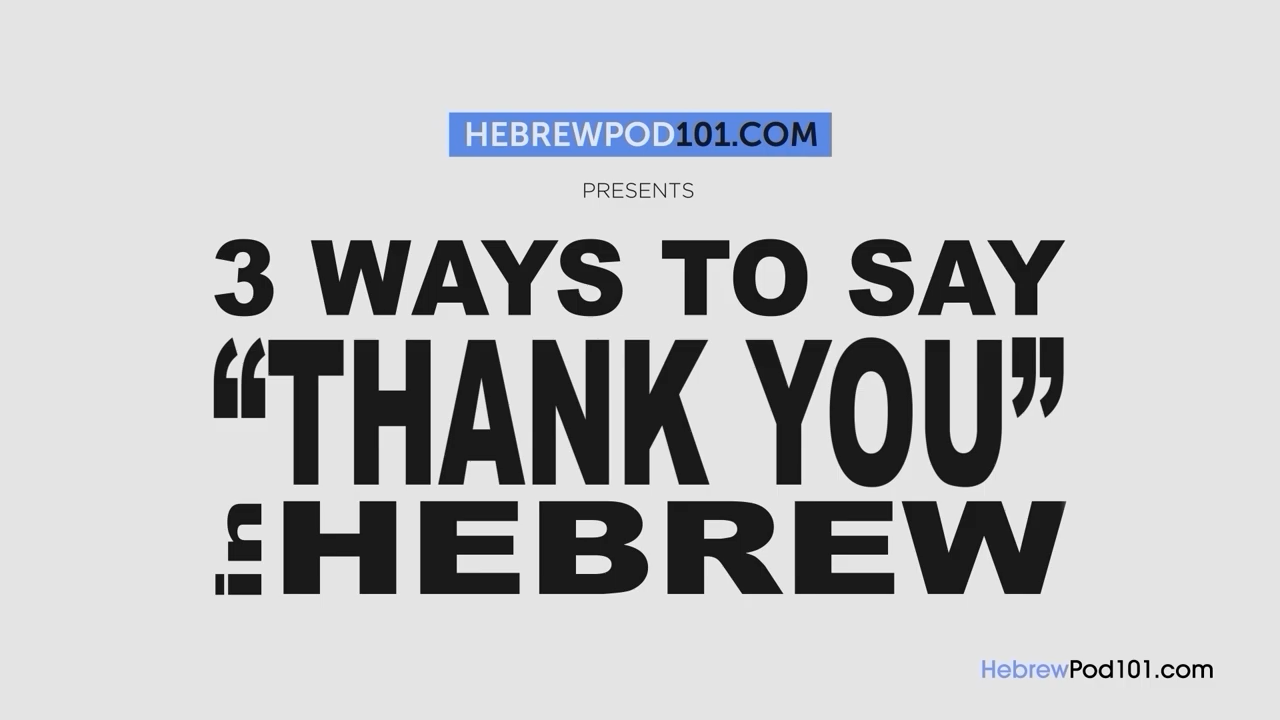 HEBREWPOD101.COM
PRESENTS
3 WAYS TO SAY
“THANK YOU”
in HEBREW
HebrewPod101.com